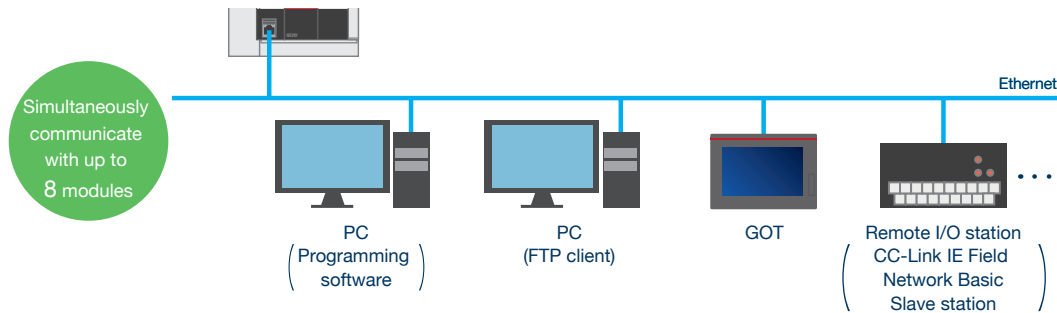 Ethernet
Simultaneously
communicate
with up to
8 modules
PC
(Programming
software)
PC
(FTP client)
GOT
Remote I/O station
(CC-Link IE Field
Network Basic
Slave station)
...